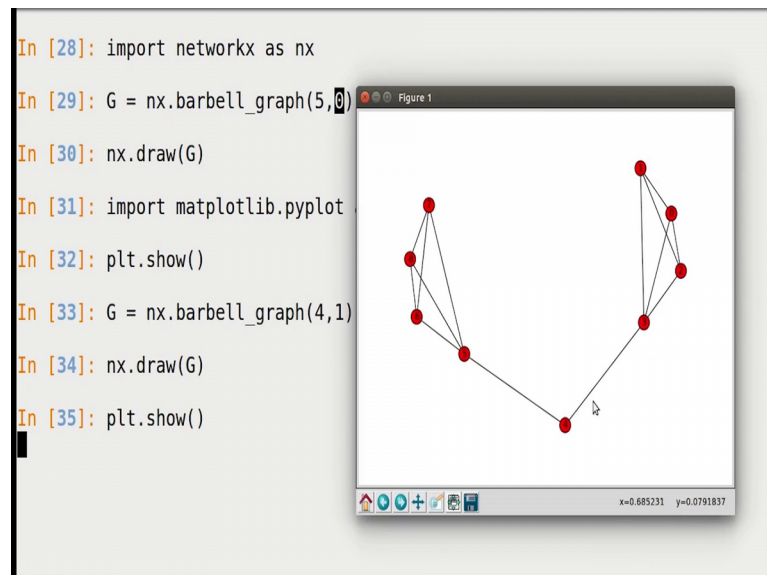 In [28]: import networkx as nx
In [29]: G = nx.barbell_graph(5,0)
Figure 1
In [30]: nx.draw(G)
In [31]: import matplotlib.pyplot
In [32]: plt.show()
In [33]: G = nx.barbell_graph(4,1)
In [34]: nx.draw(G)
In [35]: plt.show()
x=0.685231 y=0.0791837